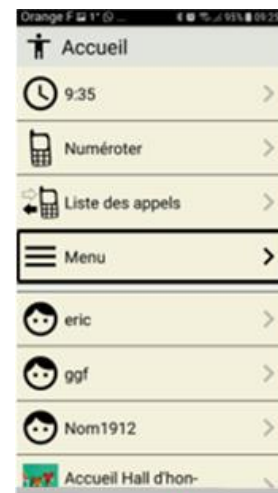 Orange F
95% 09:25
Accueil
9:35
Numéroter
Liste des appels
Menu
eric
ggf
Nom1912
Accueil Hall d'hon-